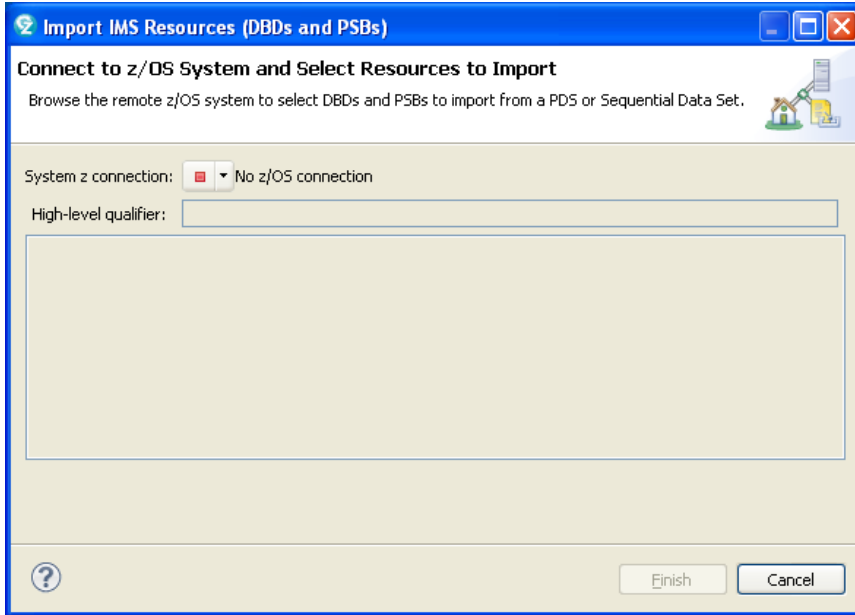 Import IMS Resources (DBDs and PSBs)
Connect to z/OS System and Select Resources to Import
Browse the remote z/OS system to select DBDs and PSBs to import from a PDS or Sequential Data Set.
System z connection: No z/OS connection
High-level qualifier:
? Finish Cancel